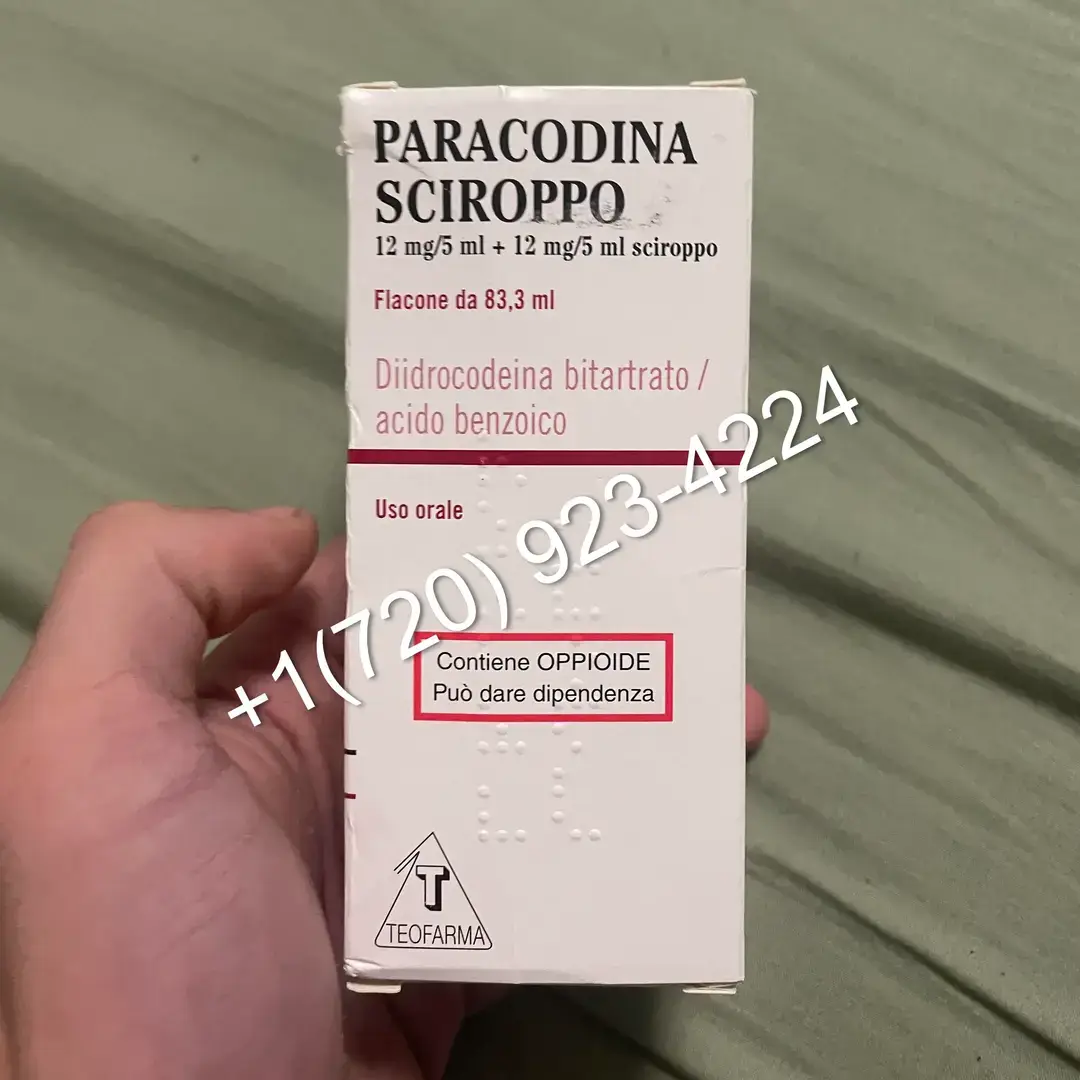 PARACODINA
SCIROPPO
12 mg/5 ml + 12 mg/5 ml sciroppo
Flacone da 83,3 ml
Diidrocodeina bitartrato /
acido benzoico
+1(720) 923-4224
Uso orale
Contiene OPPIOIDE
Può dare dipendenza
T
TEOFARMA